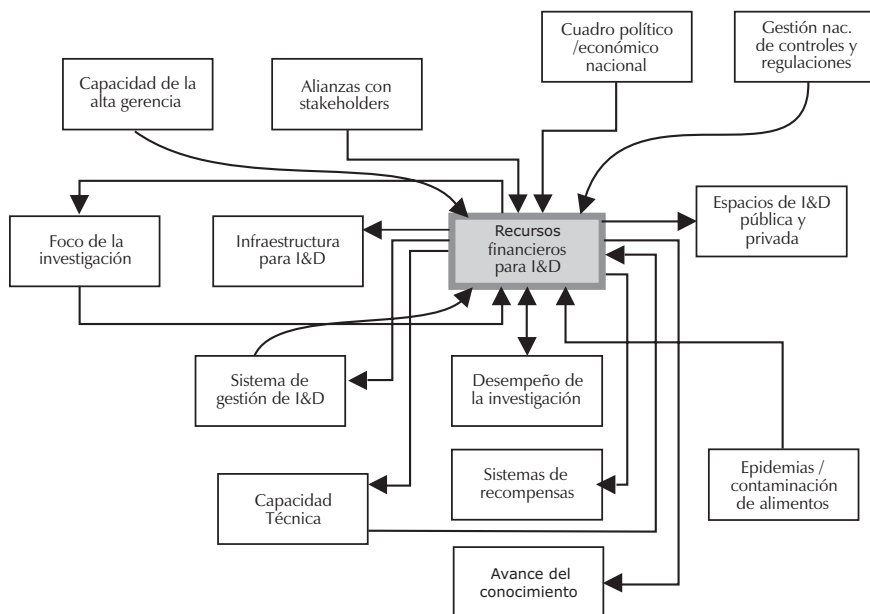 Cuadro político
/económico
nacional
Gestión nac.
de controles y
regulaciones
Capacidad de la
alta gerencia
Alianzas con
stakeholders
Espacios de I&D
pública y
privada
Foco de la
investigación
Infraestructura
para I&D
Recursos
financieros
para I&D
Sistema de
gestión de I&D
Desempeño de
la investigación
Sistemas de
recompensas
Epidemias /
contaminación
de alimentos
Capacidad
Técnica
Avance del
conocimiento